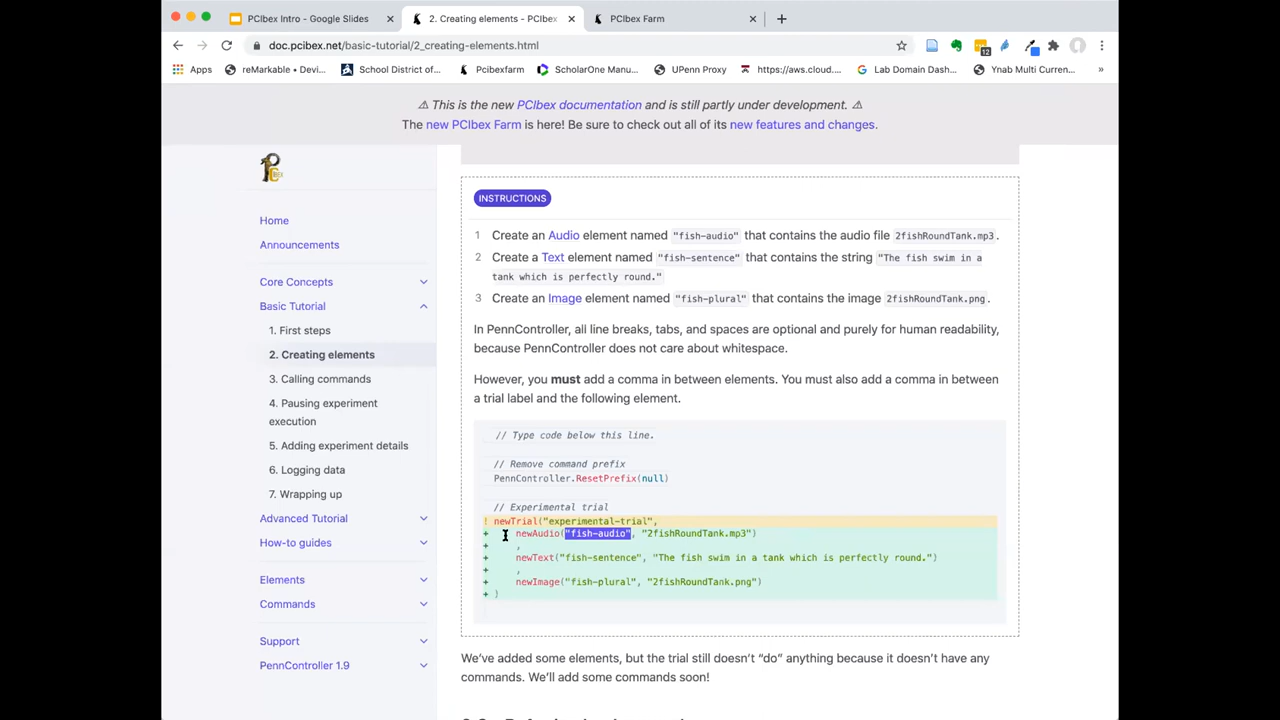 PCIbex Intro - Google Slides
2. Creating elements - PCIbex
PCIbex Farm
doc.pcibex.net/basic-tutorial/2_creating-elements.html
12
Apps
reMarkable • Devi...
School District of...
Pcibexfarm
ScholarOne Manu...
UPenn Proxy
https://aws.cloud....
Lab Domain Dash...
Ynab Multi Curren...
»
⚠ This is the new PCIbex documentation and is still partly under development. ⚠
The new PCIbex Farm is here! Be sure to check out all of its new features and changes.
Home
Announcements
Core Concepts
Basic Tutorial
1. First steps
2. Creating elements
3. Calling commands
4. Pausing experiment
execution
5. Adding experiment details
6. Logging data
7. Wrapping up
Advanced Tutorial
How-to guides
Elements
Commands
Support
PennController 1.9
INSTRUCTIONS
1 Create an Audio element named "fish-audio" that contains the audio file 2fishRoundTank.mp3.
2 Create a Text element named "fish-sentence" that contains the string "The fish swim in a
tank which is perfectly round."
3 Create an Image element named "fish-plural" that contains the image 2fishRoundTank.png.
In PennController, all line breaks, tabs, and spaces are optional and purely for human readability,
because PennController does not care about whitespace.
However, you must add a comma in between elements. You must also add a comma in between
a trial label and the following element.
// Type code below this line.
// Remove command prefix
PennController.ResetPrefix(null)
// Experimental trial
! newTrial("experimental-trial",
+ newAudio("fish-audio", "2fishRoundTank.mp3")
+ ,
+ newText("fish-sentence", "The fish swim in a tank which is perfectly round.")
+ ,
+ newImage("fish-plural", "2fishRoundTank.png")
+ )
We've added some elements, but the trial still doesn't “do” anything because it doesn't have any
commands. We'll add some commands soon!